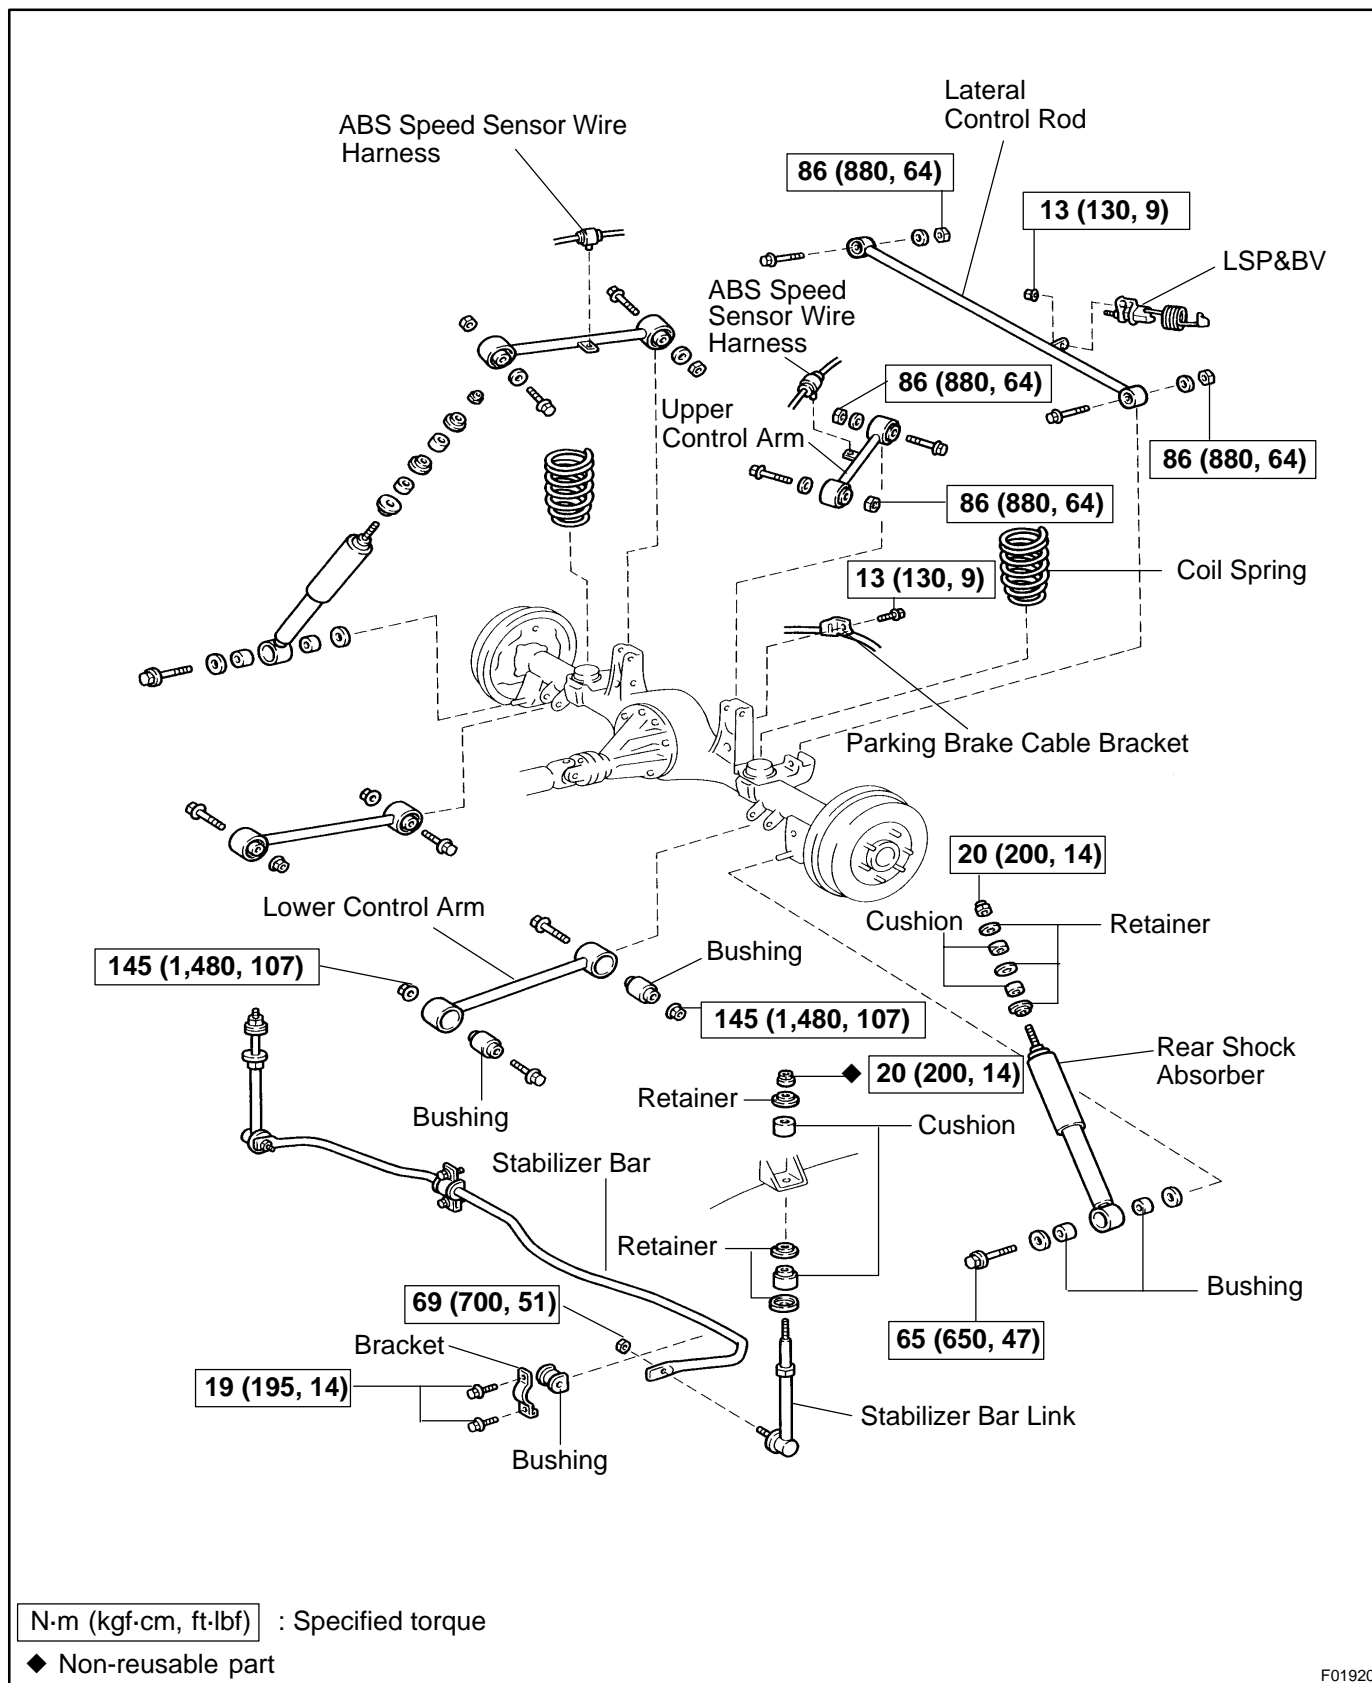 Lateral
Control Rod
ABS Speed Sensor Wire
Harness
86 (880, 64)
13 (130, 9)
LSP&BV
ABS Speed
Sensor Wire
Harness
86 (880, 64)
Upper
Control Arm
86 (880, 64)
86 (880, 64)
13 (130, 9)
Coil Spring
Parking Brake Cable Bracket
20 (200, 14)
Lower Control Arm
Cushion
Retainer
145 (1,480, 107)
Bushing
145 (1,480, 107)
Rear Shock
Absorber
20 (200, 14)
Retainer
Bushing
Cushion
Stabilizer Bar
Retainer
69 (700, 51)
Bushing
65 (650, 47)
Bracket
19 (195, 14)
Stabilizer Bar Link
Bushing
N·m (kgf·cm, ft·lbf) : Specified torque
◆ Non-reusable part
F01920